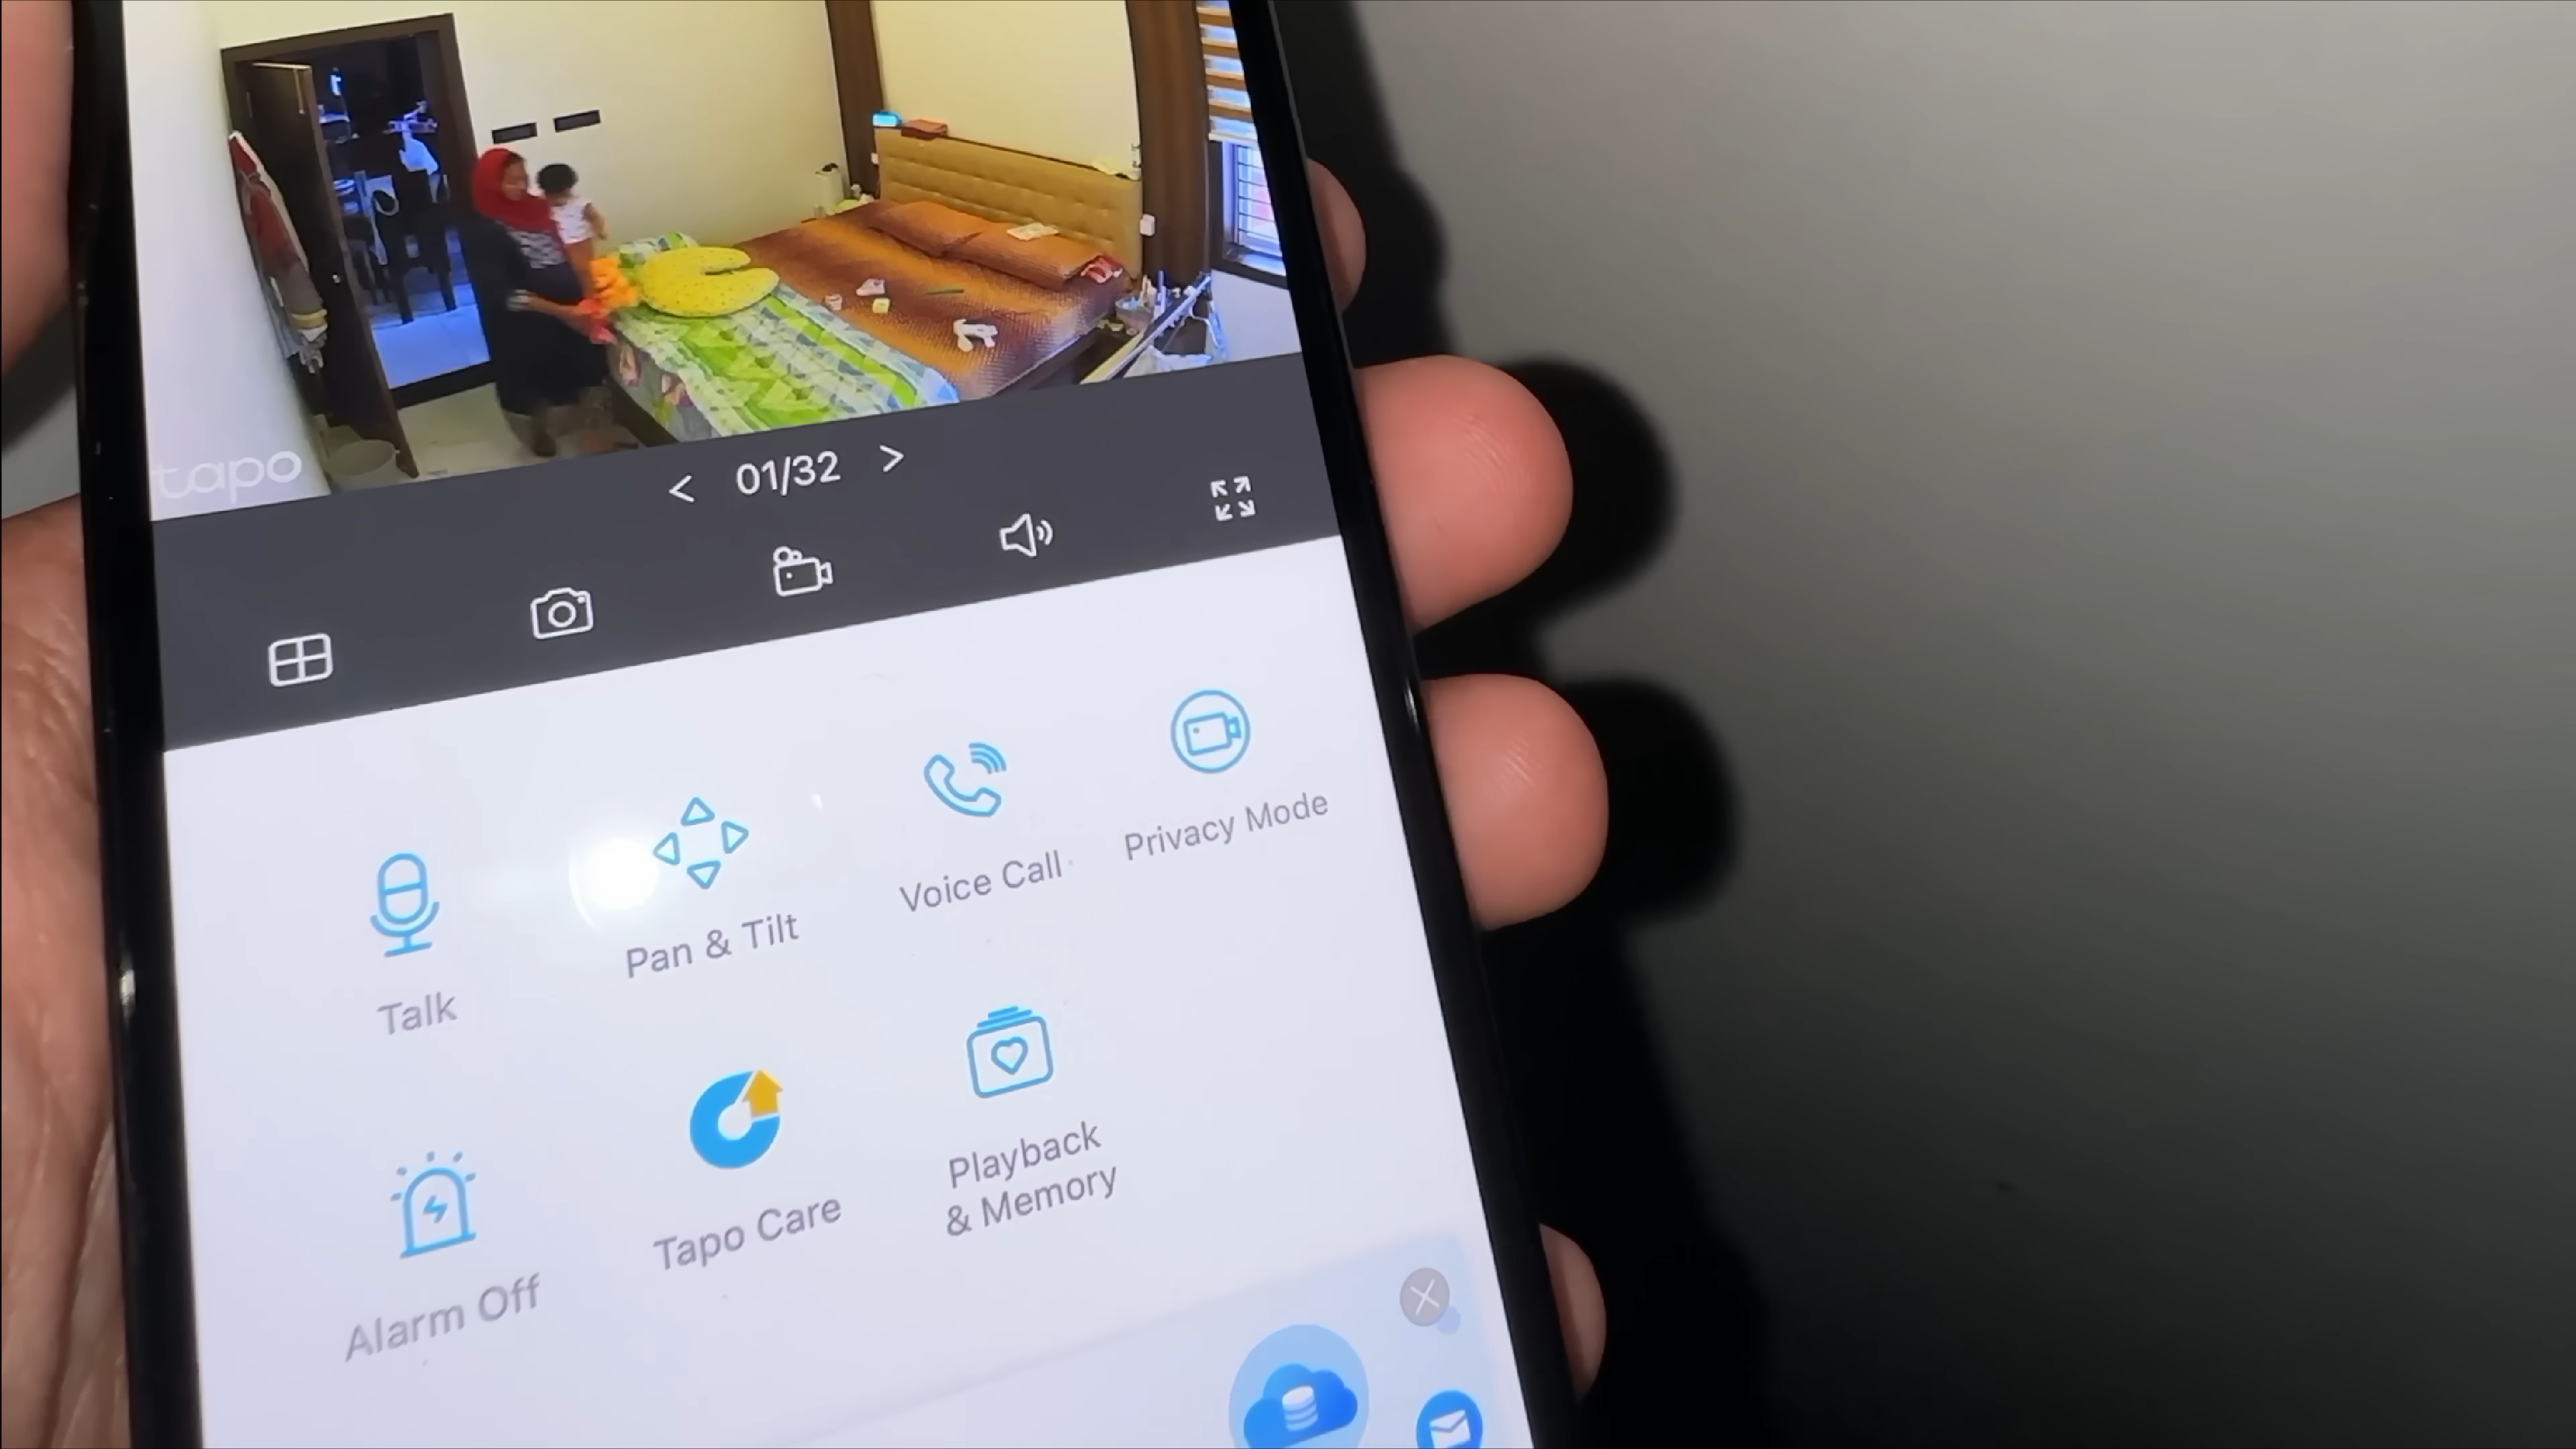 tapo
< 01/32 >
Talk
Pan & Tilt
Voice Call
Privacy Mode
Alarm Off
Tapo Care
Playback
& Memory